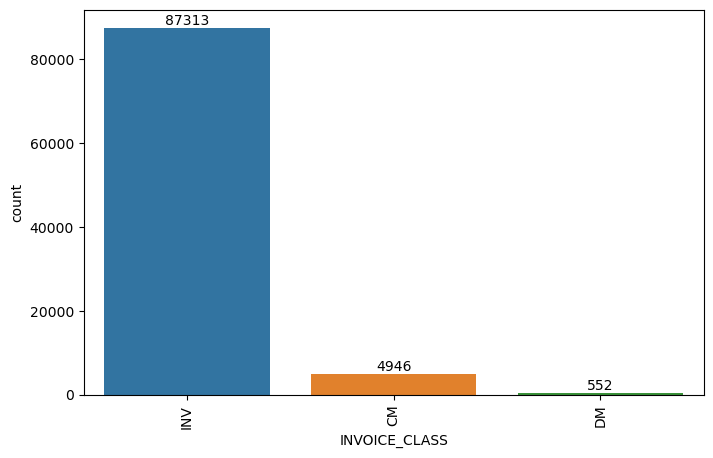 87313
80000
60000
40000
20000
0
4946
552
count
INV
CM
DM
INVOICE_CLASS